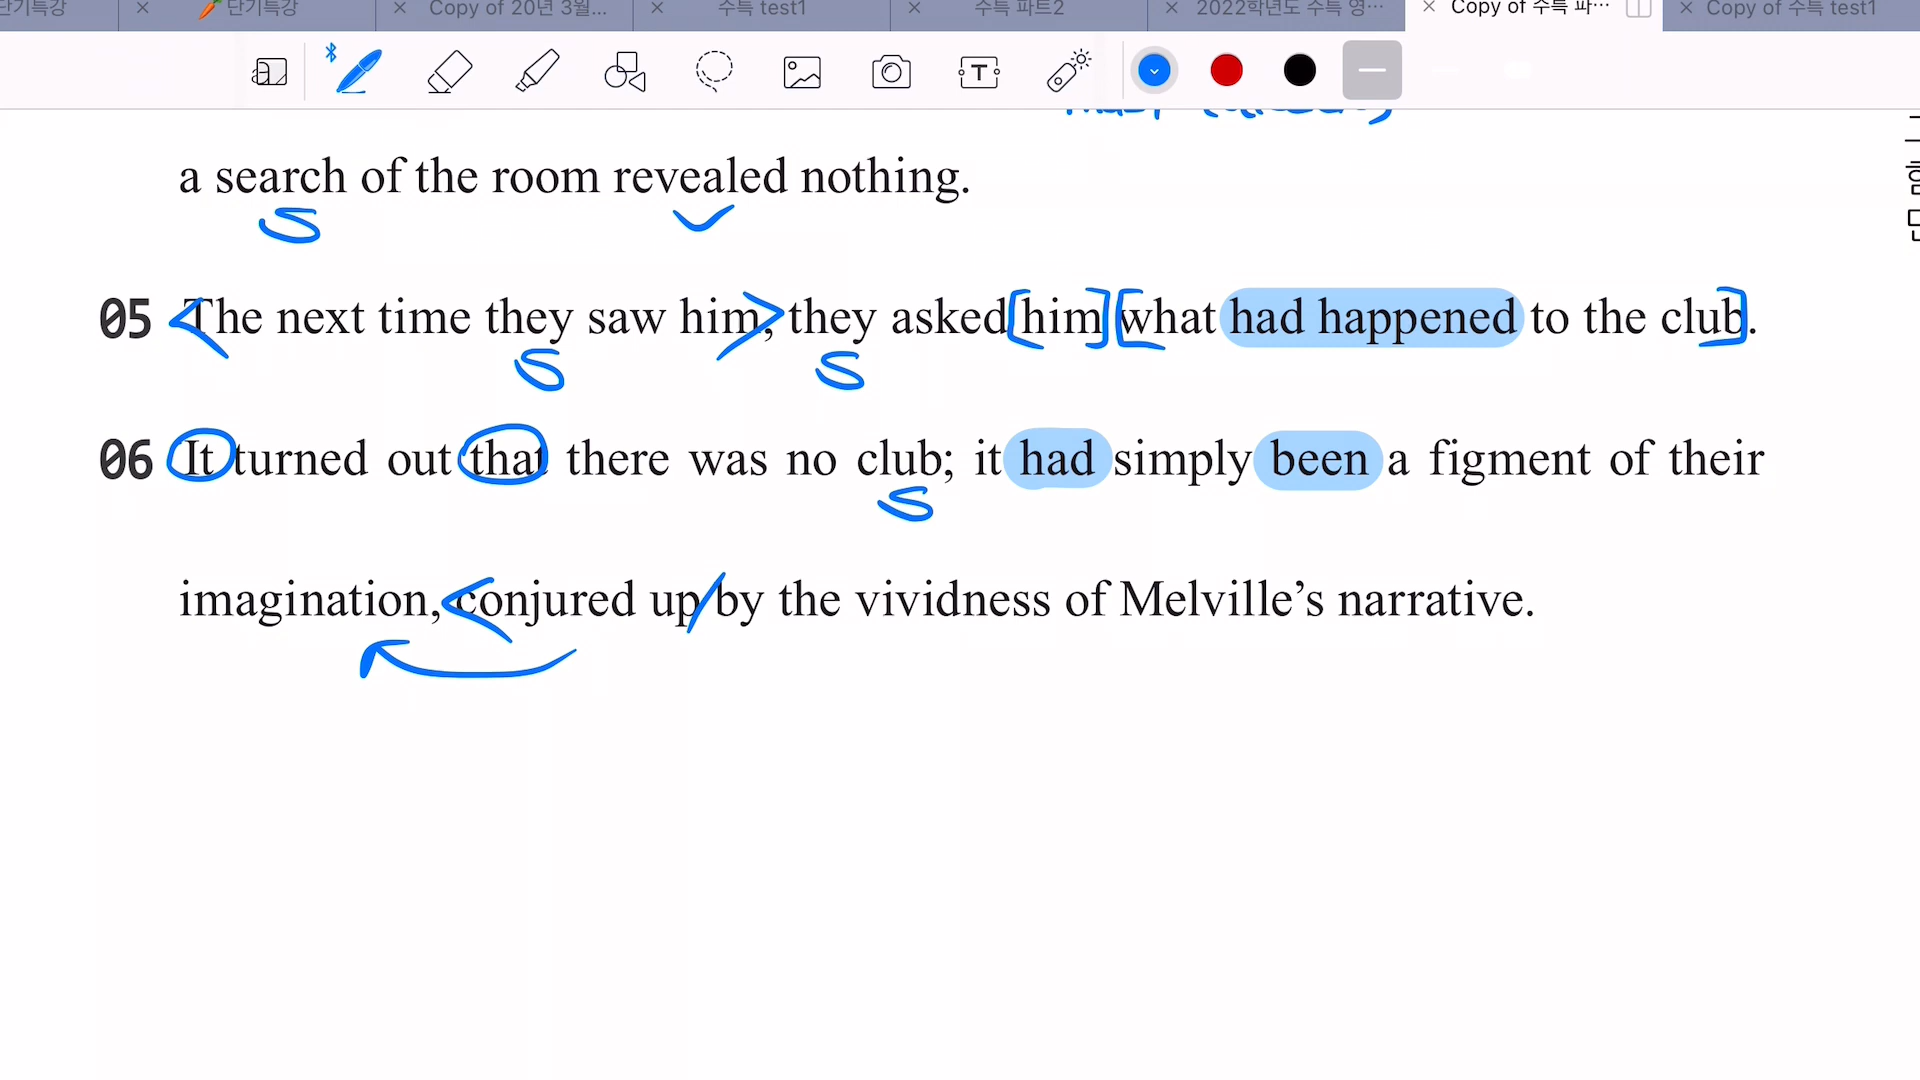 단기특강
× 🥕단기특강
× Copy of 20년 3월...
× 수특 test1
× 수특 파트2
× 2022학년도 수특 영...
× Copy of 수특 파...
× Copy of 수특 test1
T
a search of the room revealed nothing.
S
05 The next time they saw him, they asked him what had happened to the club.
S S
06 It turned out that there was no club; it had simply been a figment of their
S
imagination, conjured up by the vividness of Melville's narrative.